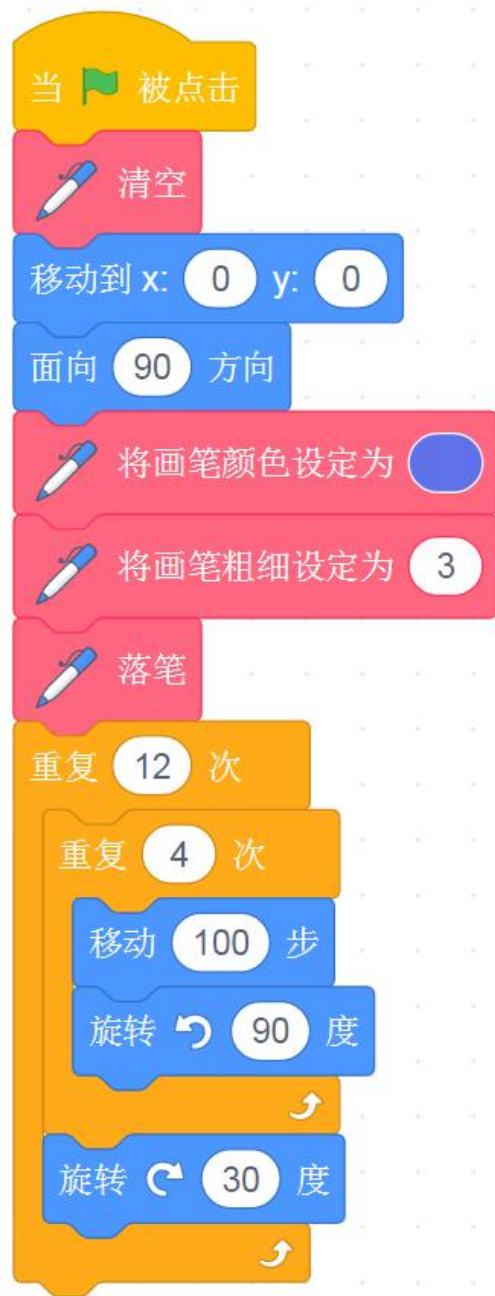 当 被点击
清空
移动到 x: 0 y: 0
面向 90 方向
将画笔颜色设定为
将画笔粗细设定为 3
落笔
重复 12 次
重复 4 次
移动 100 步
旋转 90 度
旋转 30 度